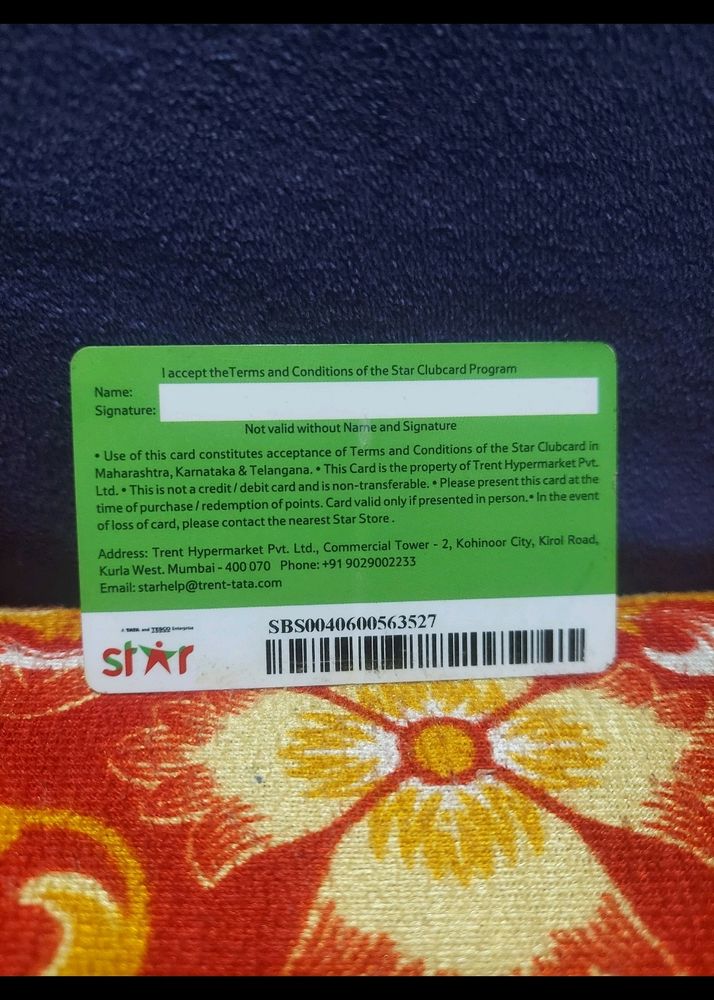 I accept theTerms and Conditions of the Star Clubcard Program
Name:
Signature:
Not valid without Name and Signature
• Use of this card constitutes acceptance of Terms and Conditions of the Star Clubcard in
Maharashtra, Karnataka & Telangana. • This Card is the property of Trent Hypermarket Pvt.
Ltd. • This is not a credit / debit card and is non-transferable. • Please present this card at the
time of purchase / redemption of points. Card valid only if presented in person. • In the event
of loss of card, please contact the nearest Star Store .
Address: Trent Hypermarket Pvt. Ltd., Commercial Tower - 2, Kohinoor City, Kirol Road,
Kurla West. Mumbai - 400 070 Phone: +91 9029002233
Email: starhelp@trent-tata.com
A TATA and TESCO Enterprise
star
SBS0040600563527